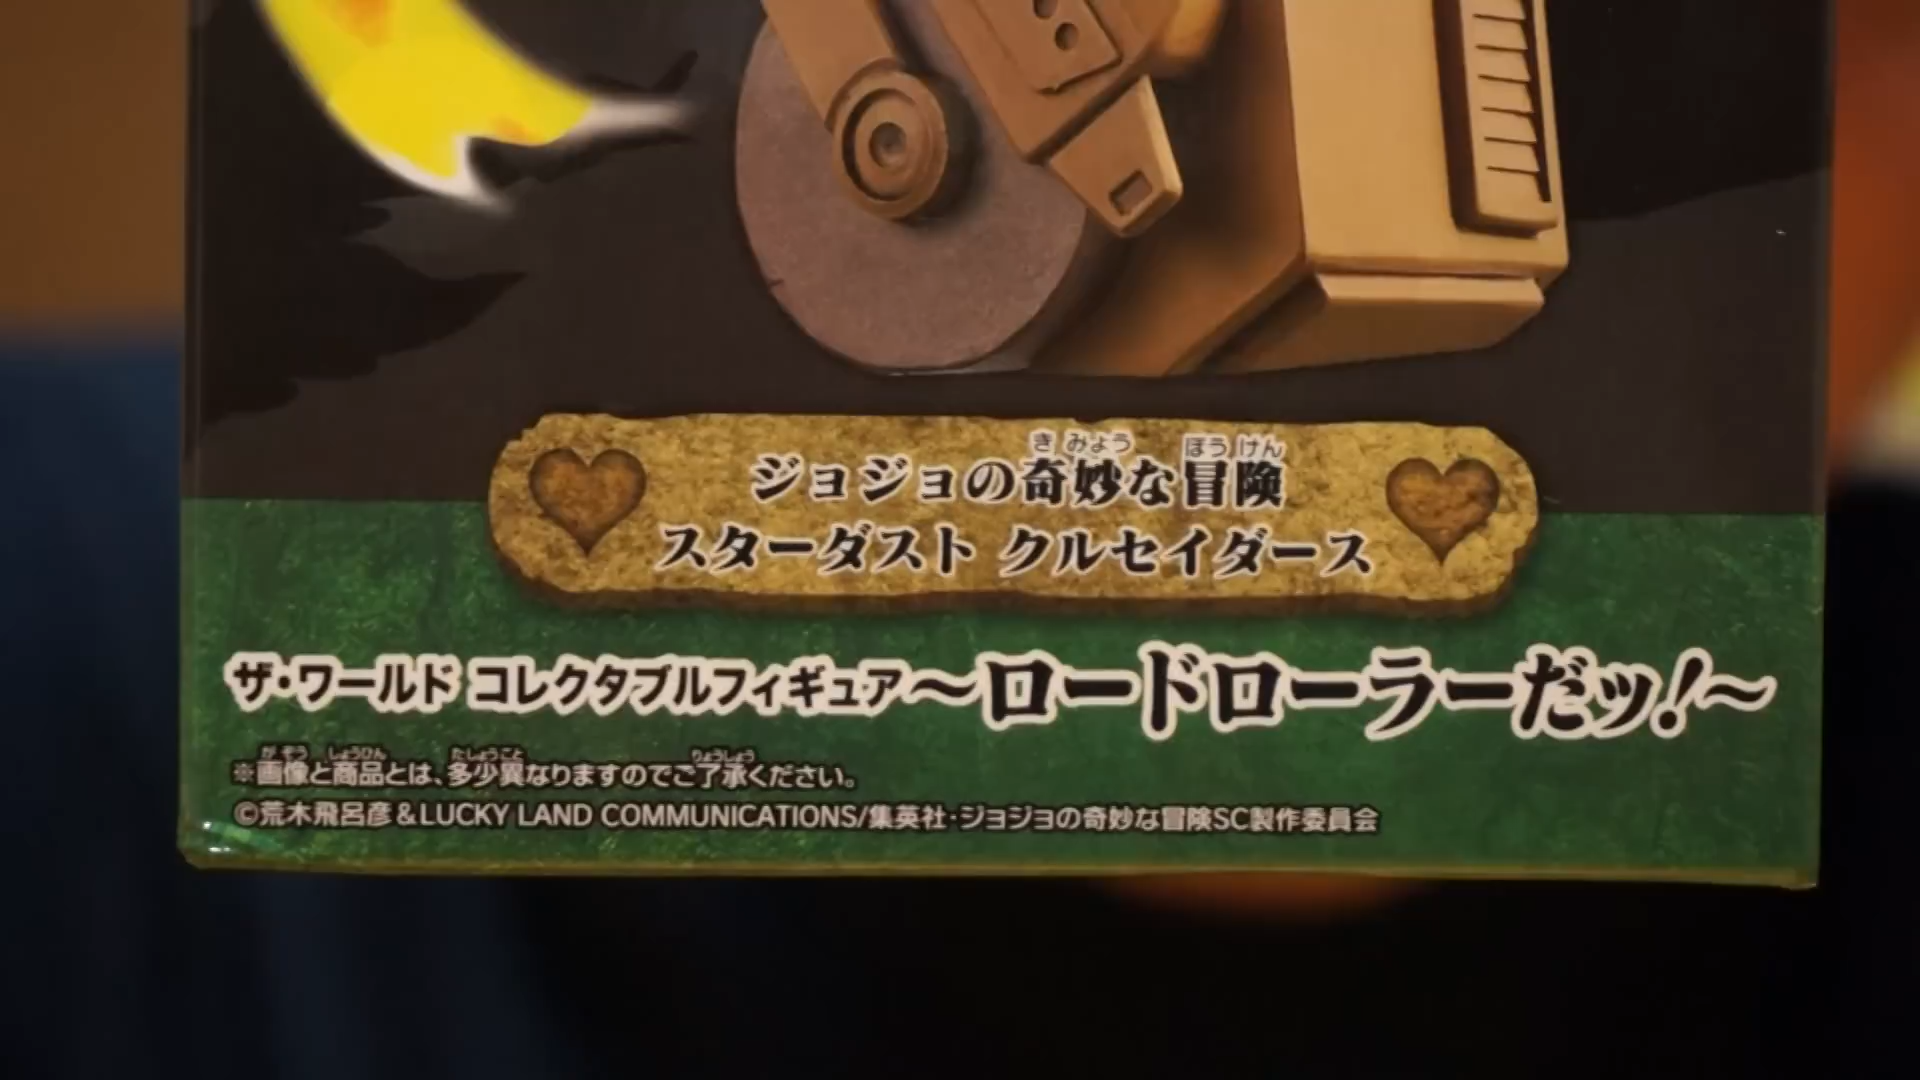 ジョジョの奇妙な冒険
スターダスト クルセイダース
ザ・ワールド コレクタブルフィギュア～ロードローラーだッ!～
※画像と商品とは、多少異なりますのでご了承ください。
©荒木飛呂彦&LUCKY LAND COMMUNICATIONS/集英社・ジョジョの奇妙な冒険SC製作委員会